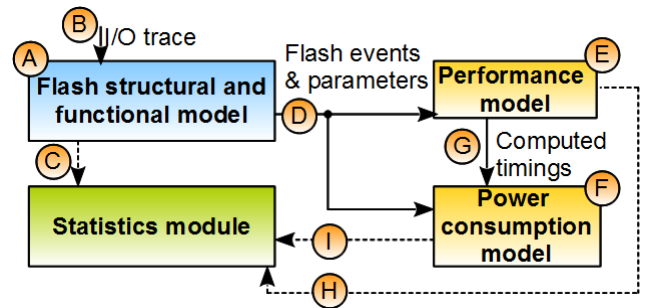 B
I/O trace
A
Flash structural and
functional model
Flash events
& parameters
D
E
Performance
model
C
G
Computed
timings
F
Statistics module
Power
consumption
model
I
H